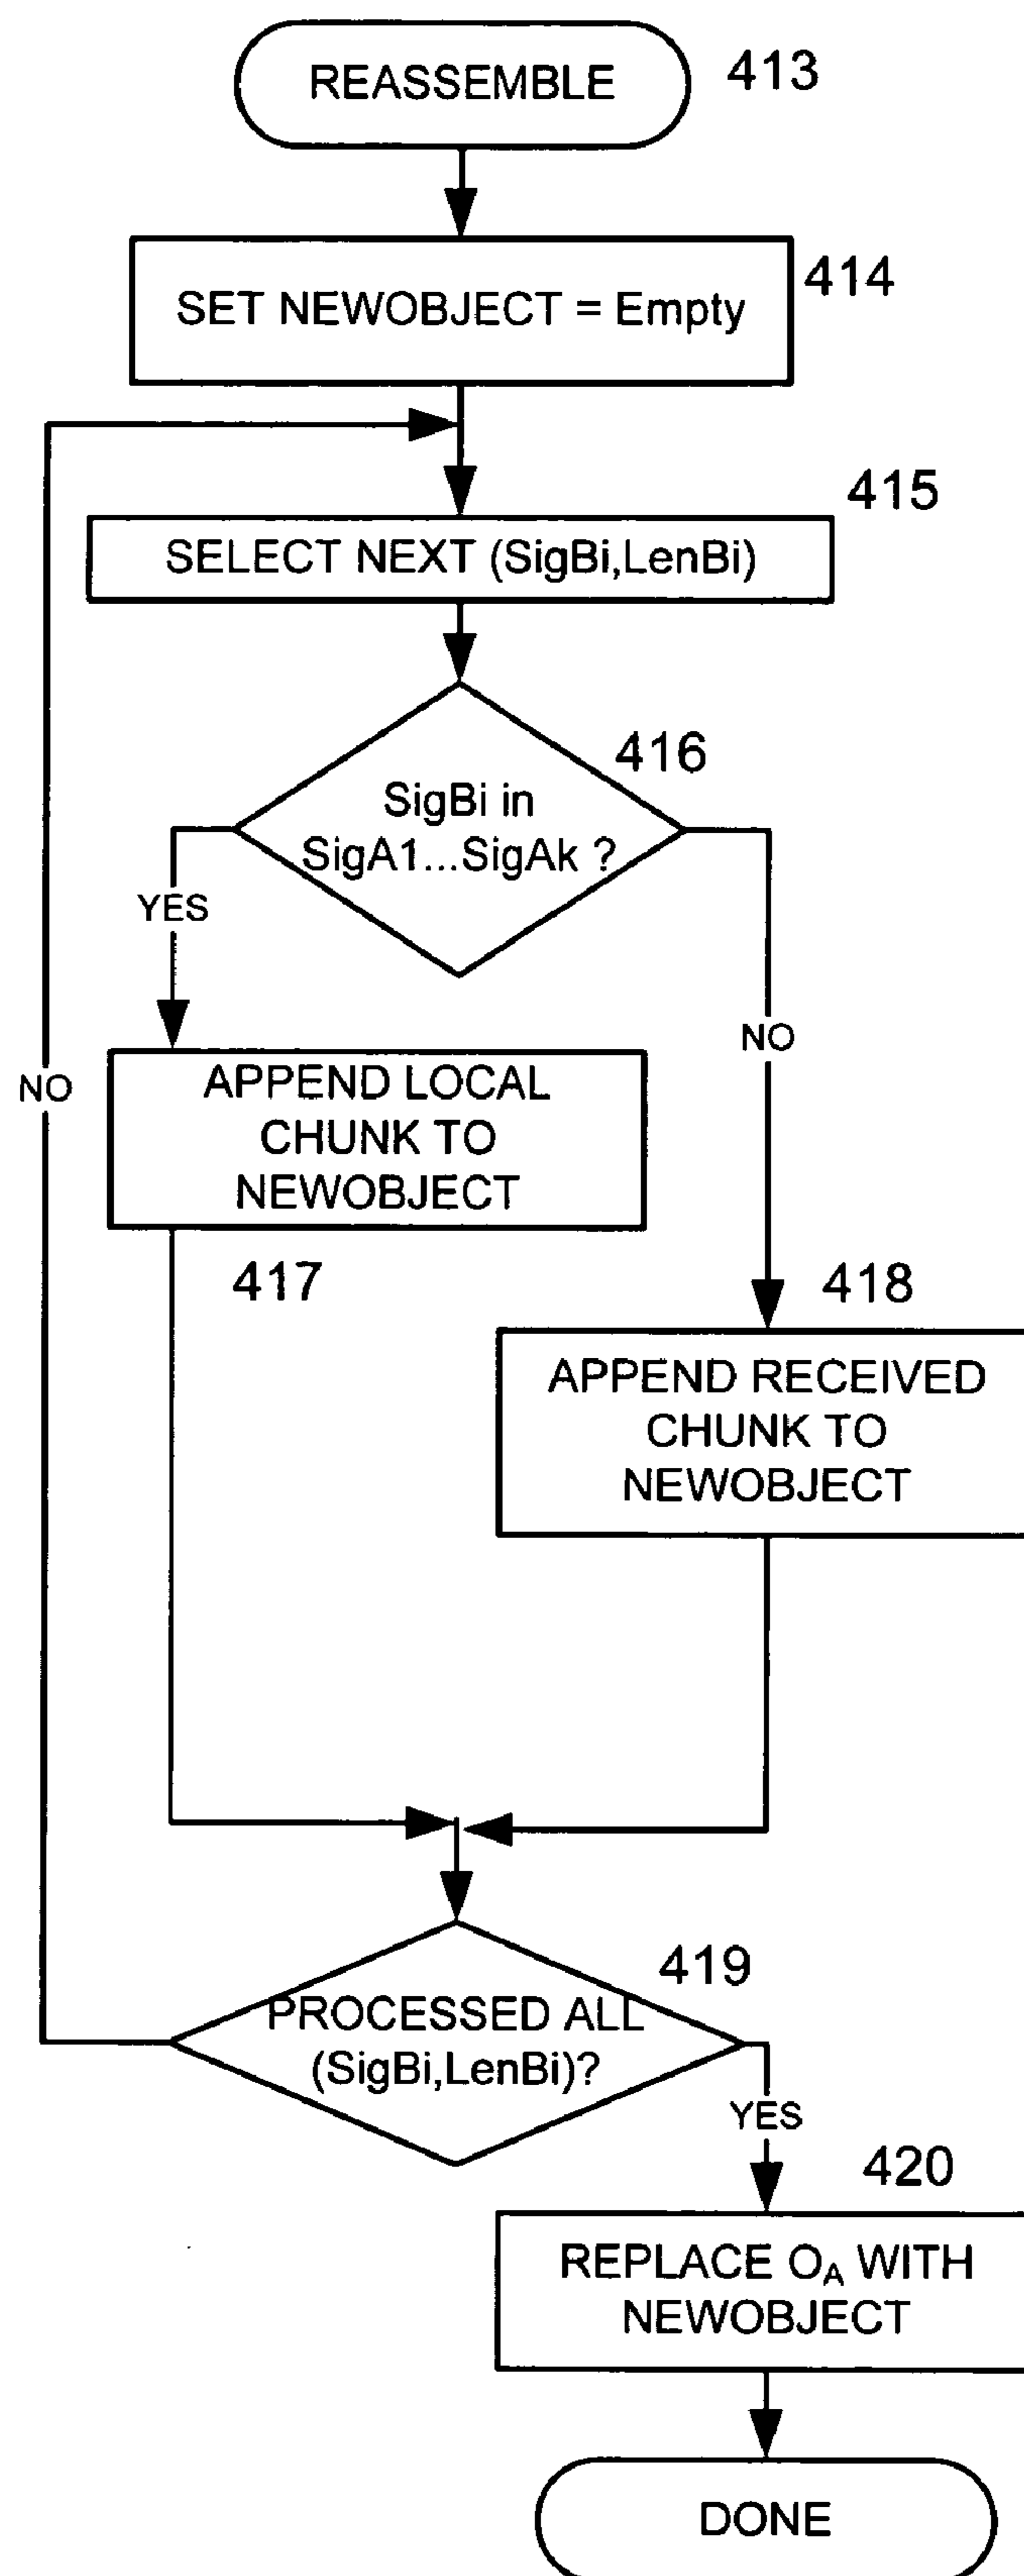 REASSEMBLE
413
SET NEWOBJECT = Empty
414
415
SELECT NEXT (SigBi,LenBi)
416
SigBi in
SigA1...SigAk ?
YES
NO
NO
APPEND LOCAL
CHUNK TO
NEWOBJECT
417
418
APPEND RECEIVED
CHUNK TO
NEWOBJECT
419
PROCESSED ALL
(SigBi,LenBi)?
YES
420
REPLACE OA WITH
NEWOBJECT
DONE